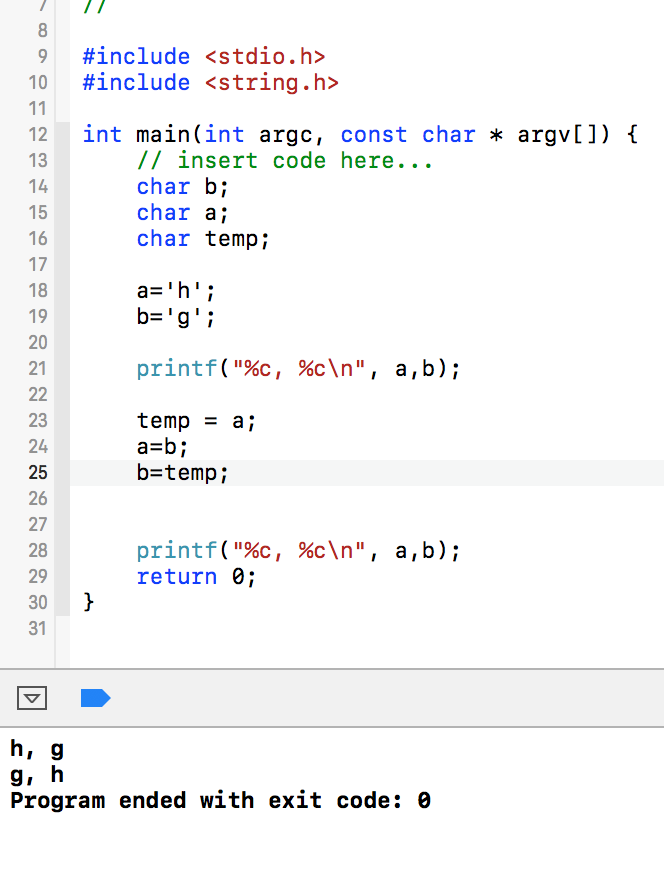 7 //
8
9 #include <stdio.h>
10 #include <string.h>
11
12 int main(int argc, const char * argv[]) {
13     // insert code here...
14     char b;
15     char a;
16     char temp;
17
18     a='h';
19     b='g';
20
21     printf("%c, %c\n", a,b);
22
23     temp = a;
24     a=b;
25     b=temp;
26
27
28     printf("%c, %c\n", a,b);
29     return 0;
30 }
31
h, g
g, h
Program ended with exit code: 0